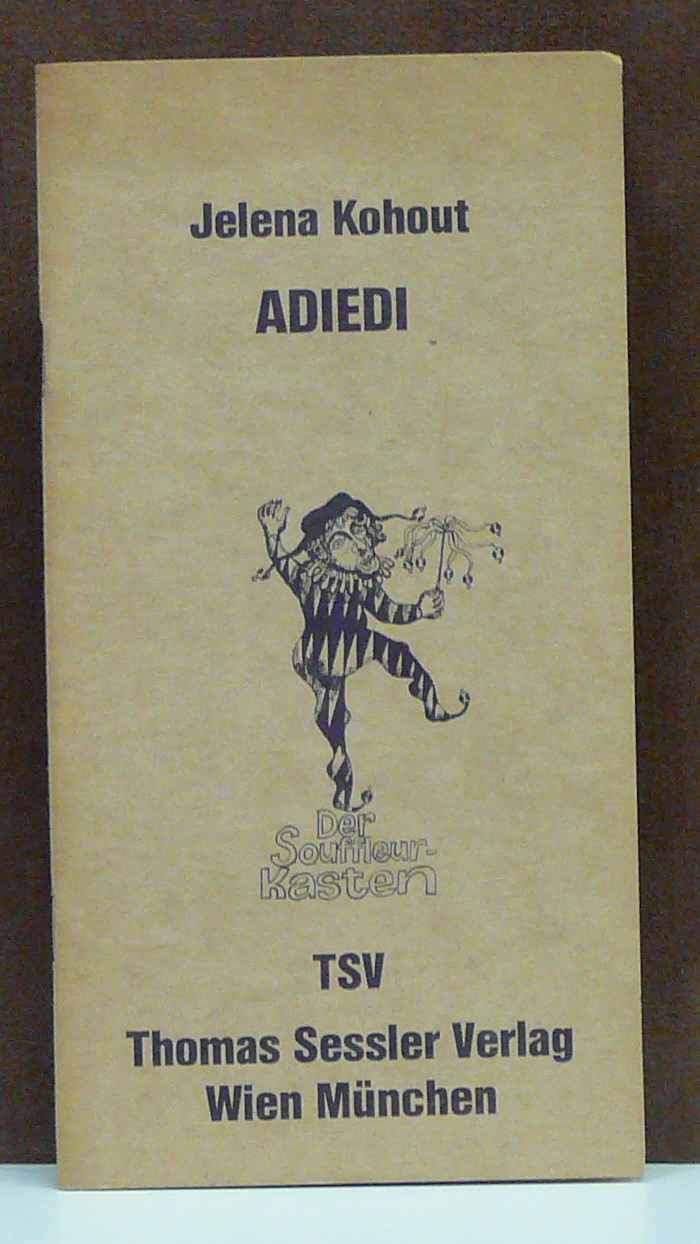 Jelena Kohout
ADIEDI
Der
Souffleur-
Kasten
TSV
Thomas Sessler Verlag
Wien München